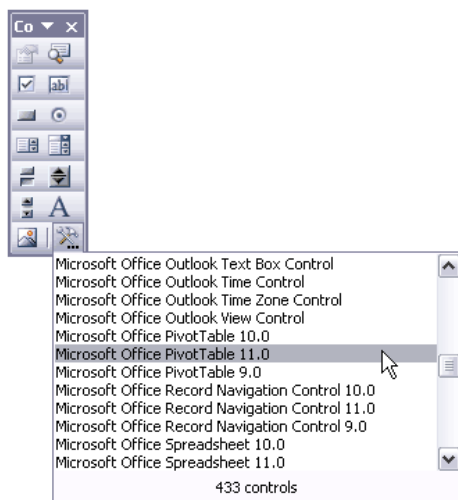 Co
abl
A
Microsoft Office Outlook Text Box Control
Microsoft Office Outlook Time Control
Microsoft Office Outlook Time Zone Control
Microsoft Office Outlook View Control
Microsoft Office PivotTable 10.0
Microsoft Office PivotTable 11.0
Microsoft Office PivotTable 9.0
Microsoft Office Record Navigation Control 10.0
Microsoft Office Record Navigation Control 11.0
Microsoft Office Record Navigation Control 9.0
Microsoft Office Spreadsheet 10.0
Microsoft Office Spreadsheet 11.0
433 controls